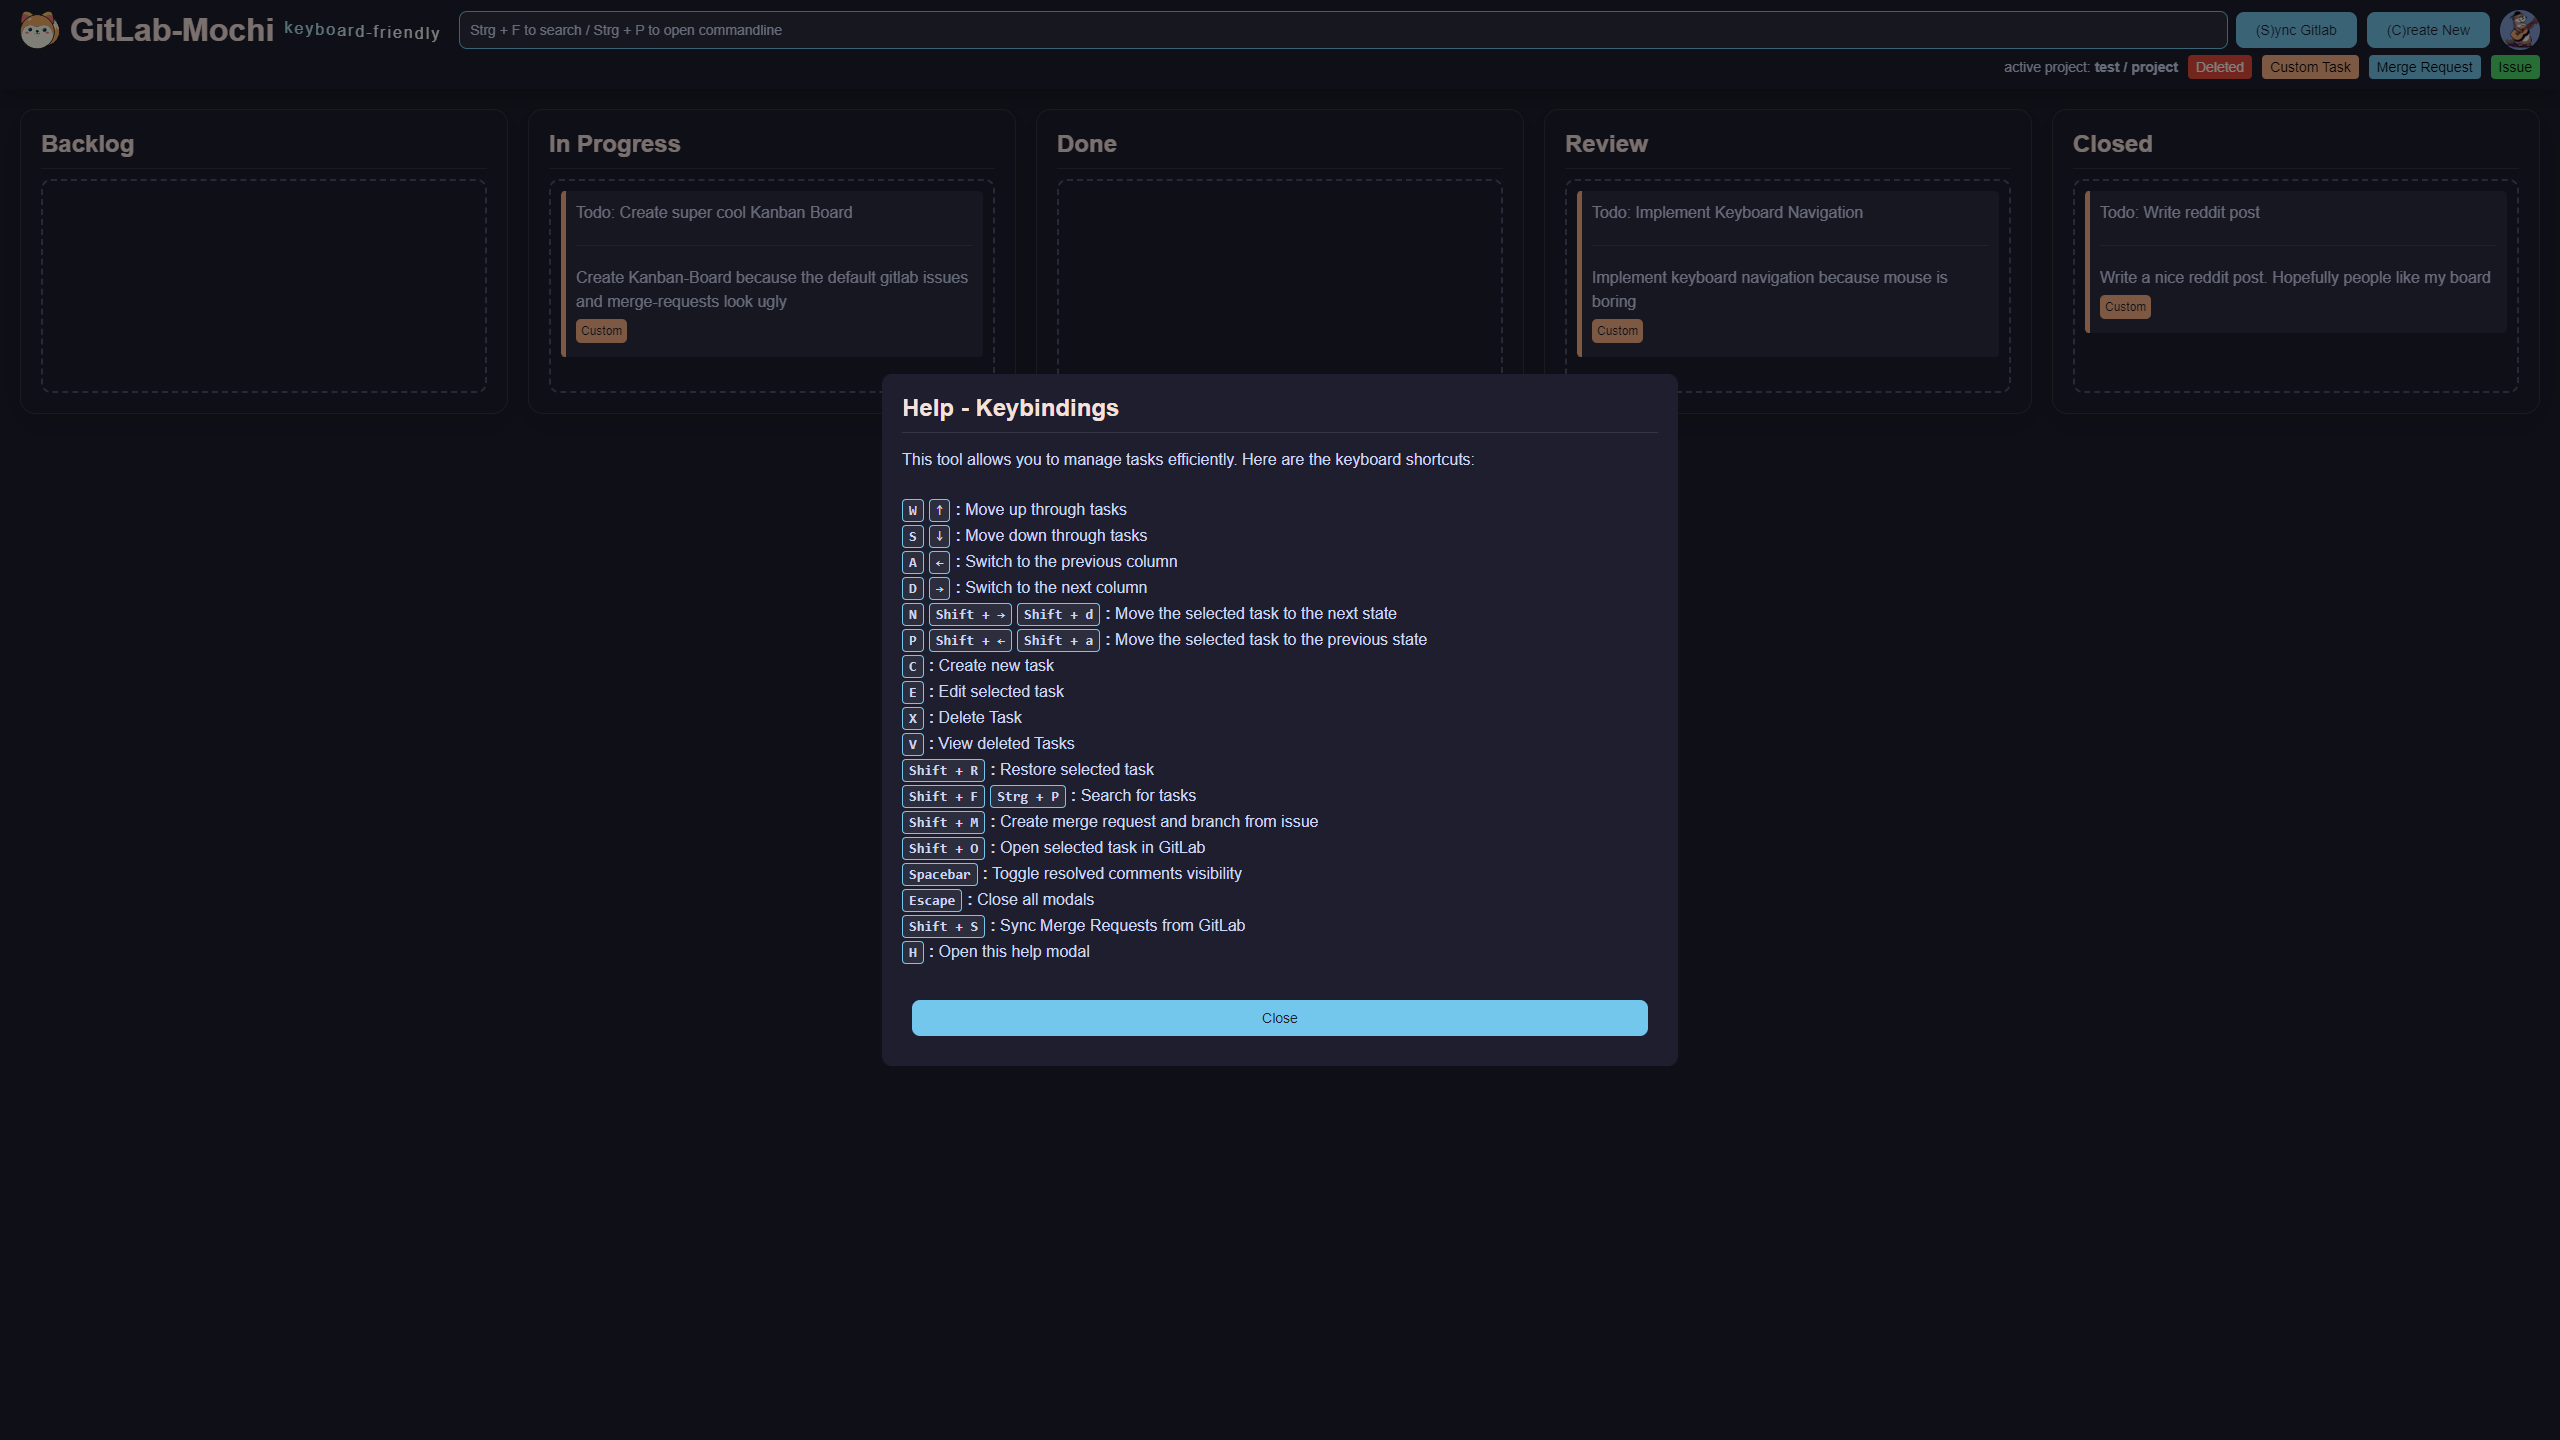 GitLab-Mochi keyboard-friendly
Strg + F to search / Strg + P to open commandline
(S)ync Gitlab
(C)reate New
active project: test / project
Deleted
Custom Task
Merge Request
Issue
Backlog
In Progress
Todo: Create super cool Kanban Board
Create Kanban-Board because the default gitlab issues
and merge-requests look ugly
Custom
Done
Review
Todo: Implement Keyboard Navigation
Implement keyboard navigation because mouse is
boring
Custom
Closed
Todo: Write reddit post
Write a nice reddit post. Hopefully people like my board
Custom
Help - Keybindings
This tool allows you to manage tasks efficiently. Here are the keyboard shortcuts:
W ↑ : Move up through tasks
S ↓ : Move down through tasks
A ← : Switch to the previous column
D → : Switch to the next column
N Shift + → Shift + d : Move the selected task to the next state
P Shift + ← Shift + a : Move the selected task to the previous state
C : Create new task
E : Edit selected task
X : Delete Task
V : View deleted Tasks
Shift + R : Restore selected task
Shift + F Strg + P : Search for tasks
Shift + M : Create merge request and branch from issue
Shift + O : Open selected task in GitLab
Spacebar : Toggle resolved comments visibility
Escape : Close all modals
Shift + S : Sync Merge Requests from GitLab
H : Open this help modal
Close